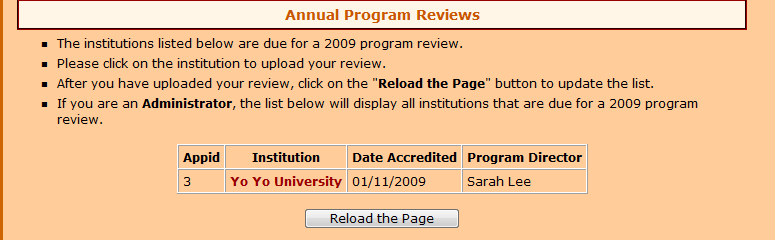 Annual Program Reviews
The institutions listed below are due for a 2009 program review.
Please click on the institution to upload your review.
After you have uploaded your review, click on the "Reload the Page" button to update the list.
If you are an Administrator, the list below will display all institutions that are due for a 2009 program
review.
Appid Institution Date Accredited Program Director
3 Yo Yo University 01/11/2009 Sarah Lee
Reload the Page